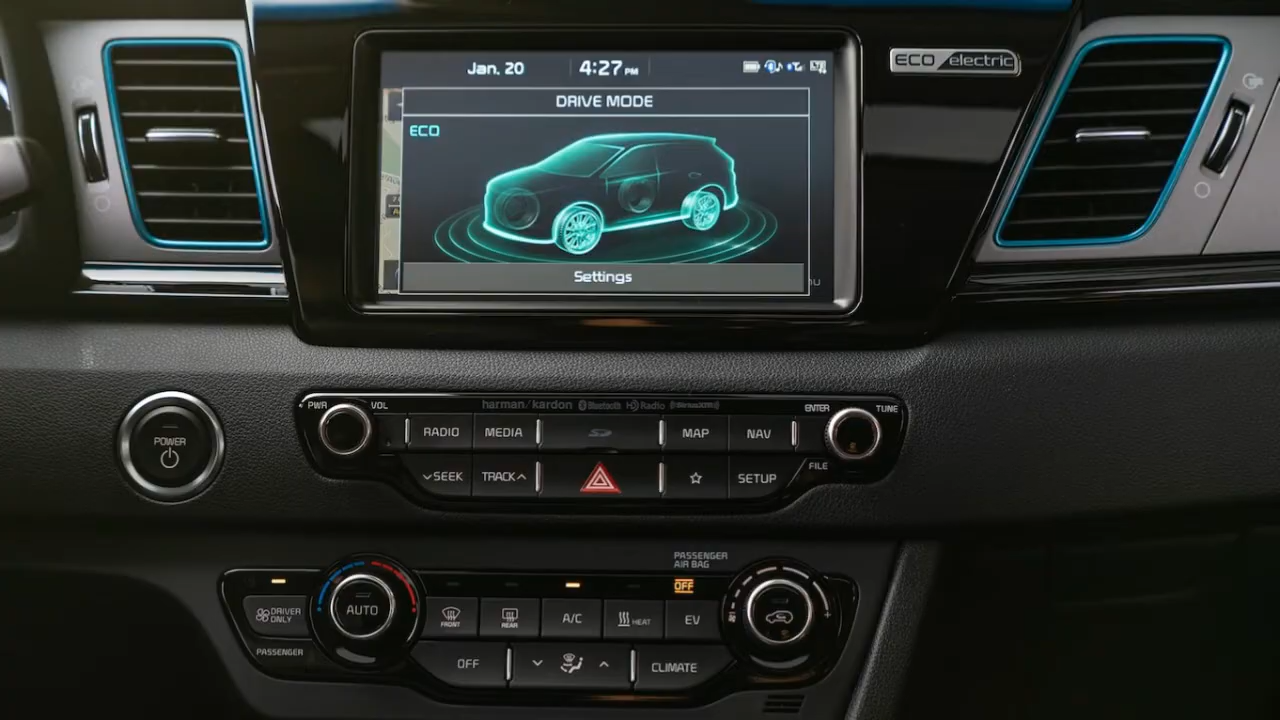 Jan. 20 4:27 PM
ECO electric
DRIVE MODE
ECO
Settings
PWR VOL harman/kardon Bluetooth HD Radio ((SiriusXM)) ENTER TUNE
RADIO MEDIA SD MAP NAV
SEEK TRACK SETUP FILE
POWER
PASSENGER
AIR BAG
OFF
DRIVER
ONLY
AUTO FRONT REAR A/C HEAT EV
PASSENGER OFF CLIMATE